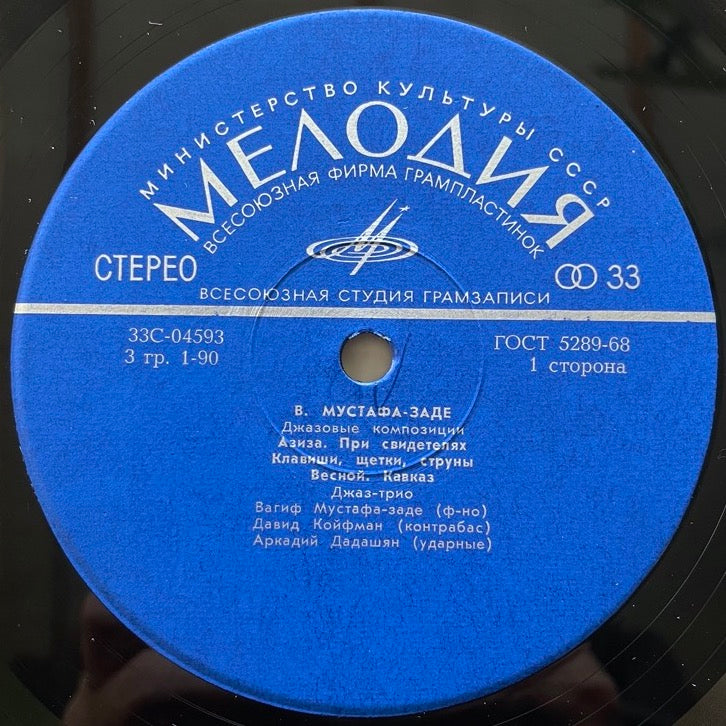 МИНИСТЕРСТВО КУЛЬТУРЫ СССР
МЕЛОДИЯ
ВСЕСОЮЗНАЯ ФИРМА ГРАМПЛАСТИНОК
СТЕРЕО
33
ВСЕСОЮЗНАЯ СТУДИЯ ГРАМЗАПИСИ
33С-04593
ГОСТ 5289-68
3 гр. 1-90
1 сторона
В. МУСТАФА-ЗАДЕ
Джазовые композиции
Азиза. При свидетелях
Клавиши, щетки, струны
Весной. Кавказ
Джаз-трио
Вагиф Мустафа-заде (ф-но)
Давид Койфман (контрабас)
Аркадий Дадашян (ударные)